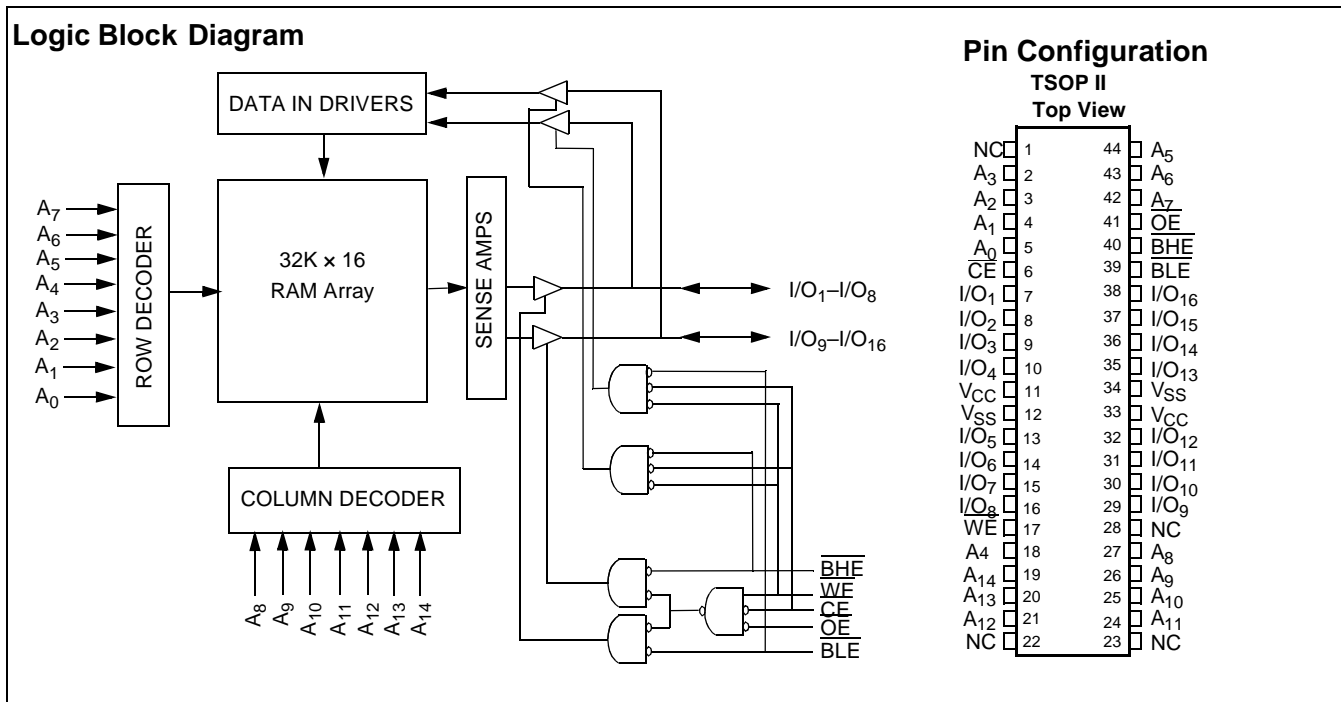 Logic Block Diagram
DATA IN DRIVERS
A7
A6
A5
A4
A3
A2
A1
A0
ROW DECODER
32K × 16
RAM Array
SENSE AMPS
I/O1–I/O8
I/O9–I/O16
COLUMN DECODER
A8
A9
A10
A11
A12
A13
A14
BHE
WE
CE
OE
BLE
Pin Configuration
TSOP II
Top View
NC 1 44 A5
A3 2 43 A6
A2 3 42 A7
A1 4 41 OE
A0 5 40 BHE
CE 6 39 BLE
I/O1 7 38 I/O16
I/O2 8 37 I/O15
I/O3 9 36 I/O14
I/O4 10 35 I/O13
VCC 11 34 VSS
VSS 12 33 VCC
I/O5 13 32 I/O12
I/O6 14 31 I/O11
I/O7 15 30 I/O10
I/O8 16 29 I/O9
WE 17 28 NC
A4 18 27 A8
A14 19 26 A9
A13 20 25 A10
A12 21 24 A11
NC 22 23 NC